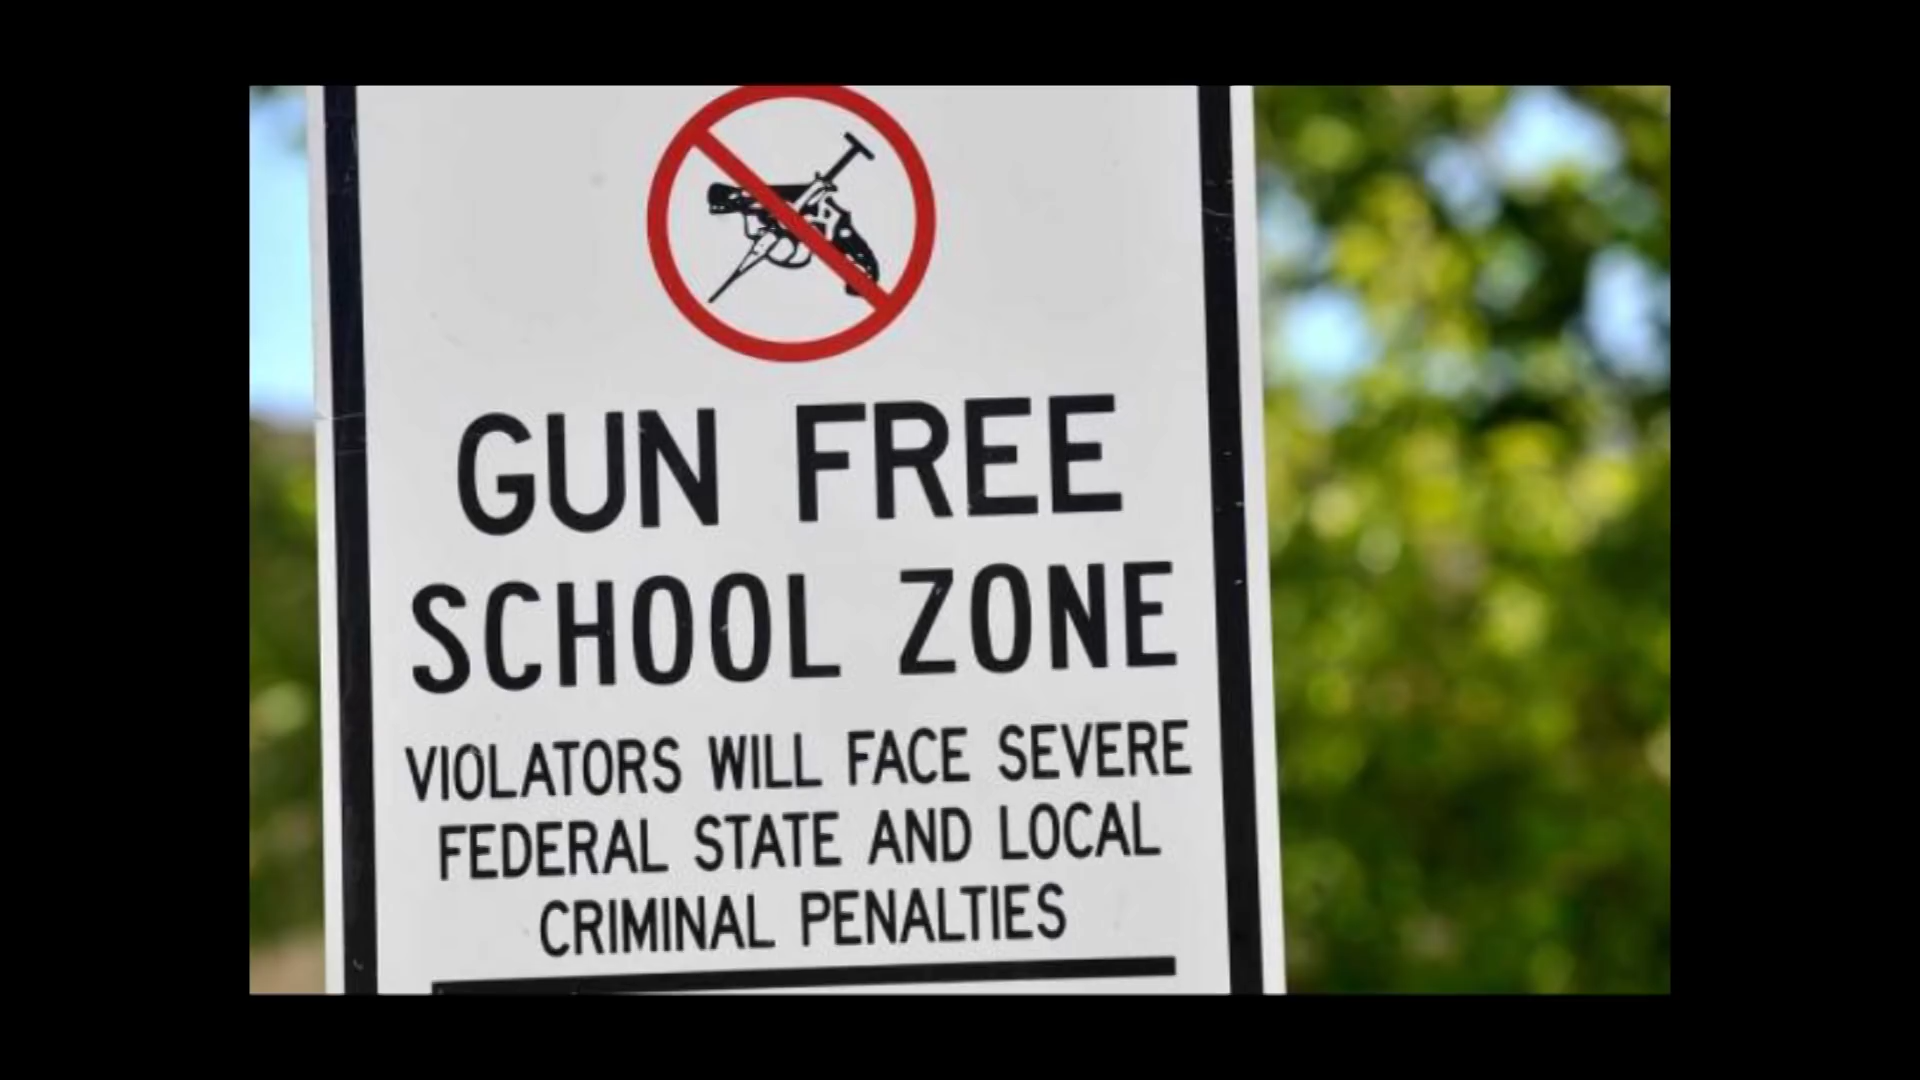 GUN FREE
SCHOOL ZONE
VIOLATORS WILL FACE SEVERE
FEDERAL STATE AND LOCAL
CRIMINAL PENALTIES